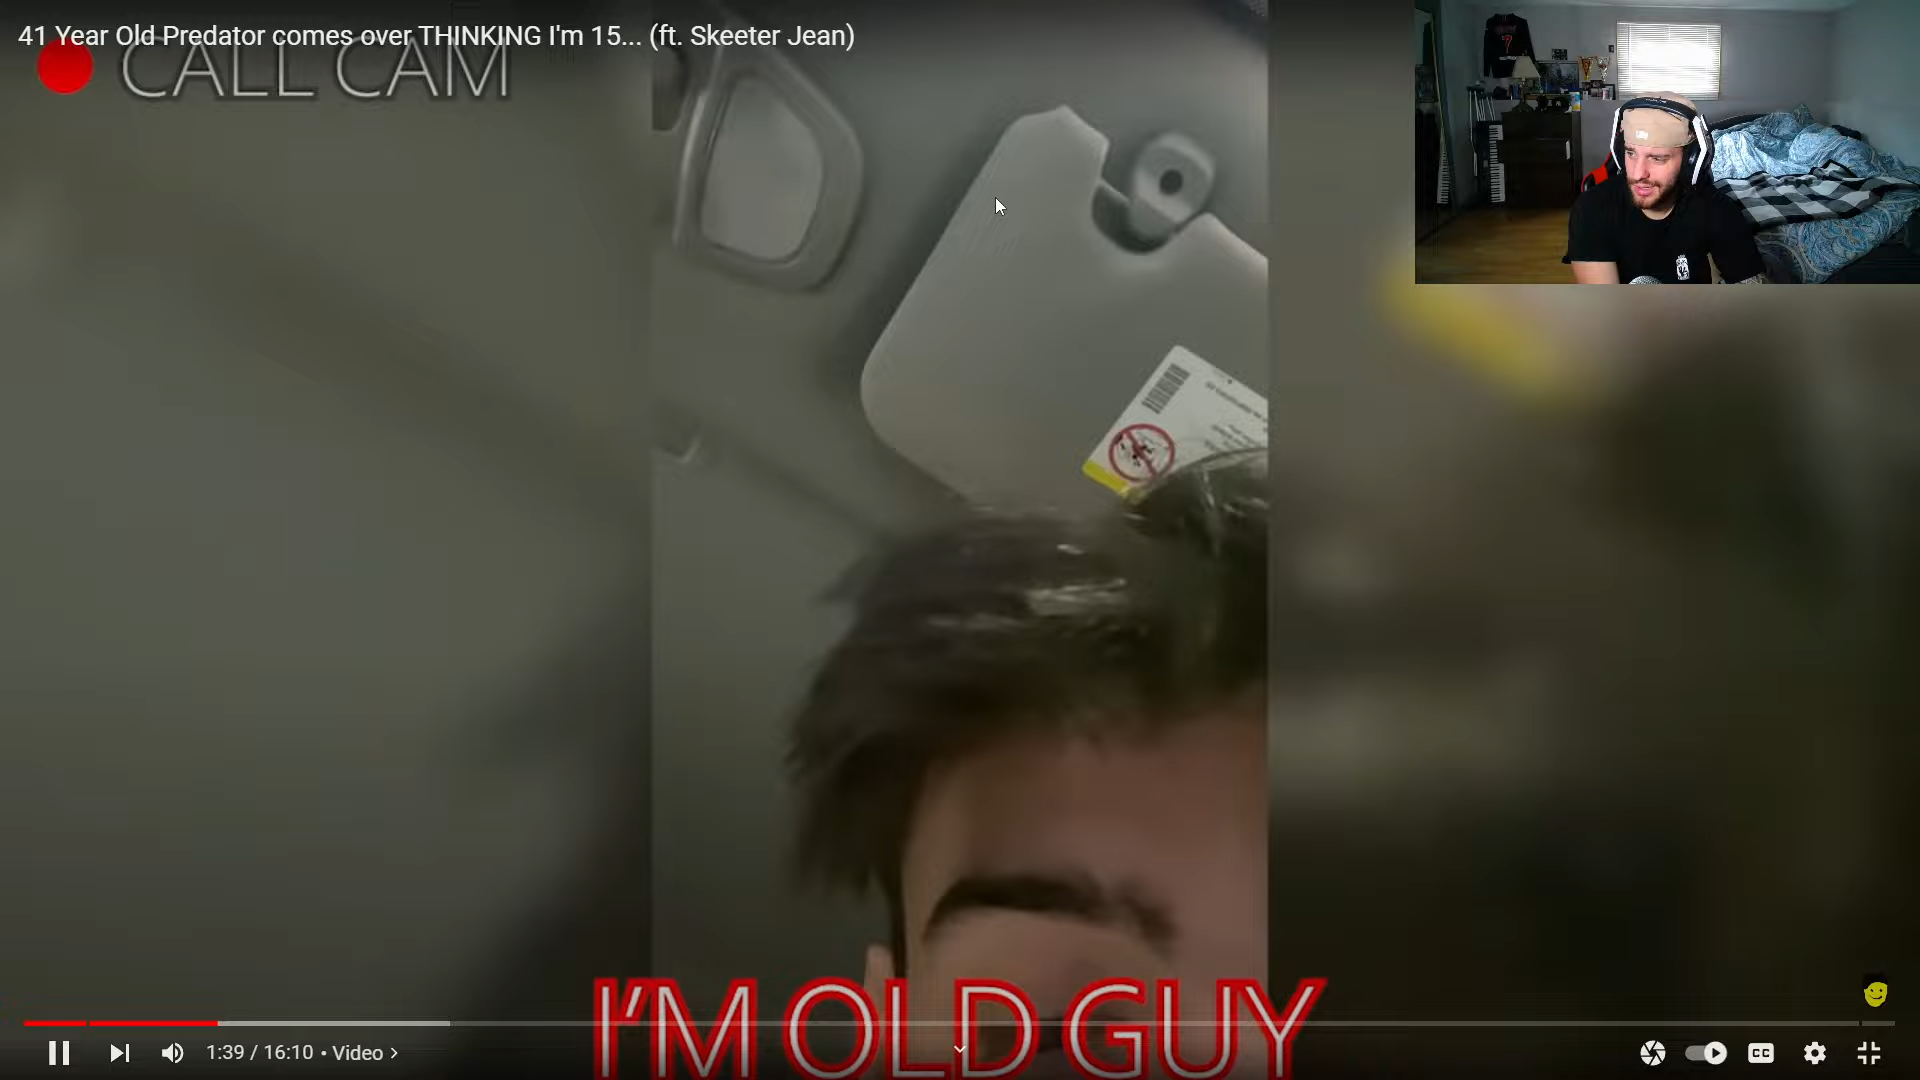 41 Year Old Predator comes over THINKING I'm 15... (ft. Skeeter Jean)
CALL CAM
I'M OLD GUY
1:39 / 16:10 • Video
CC